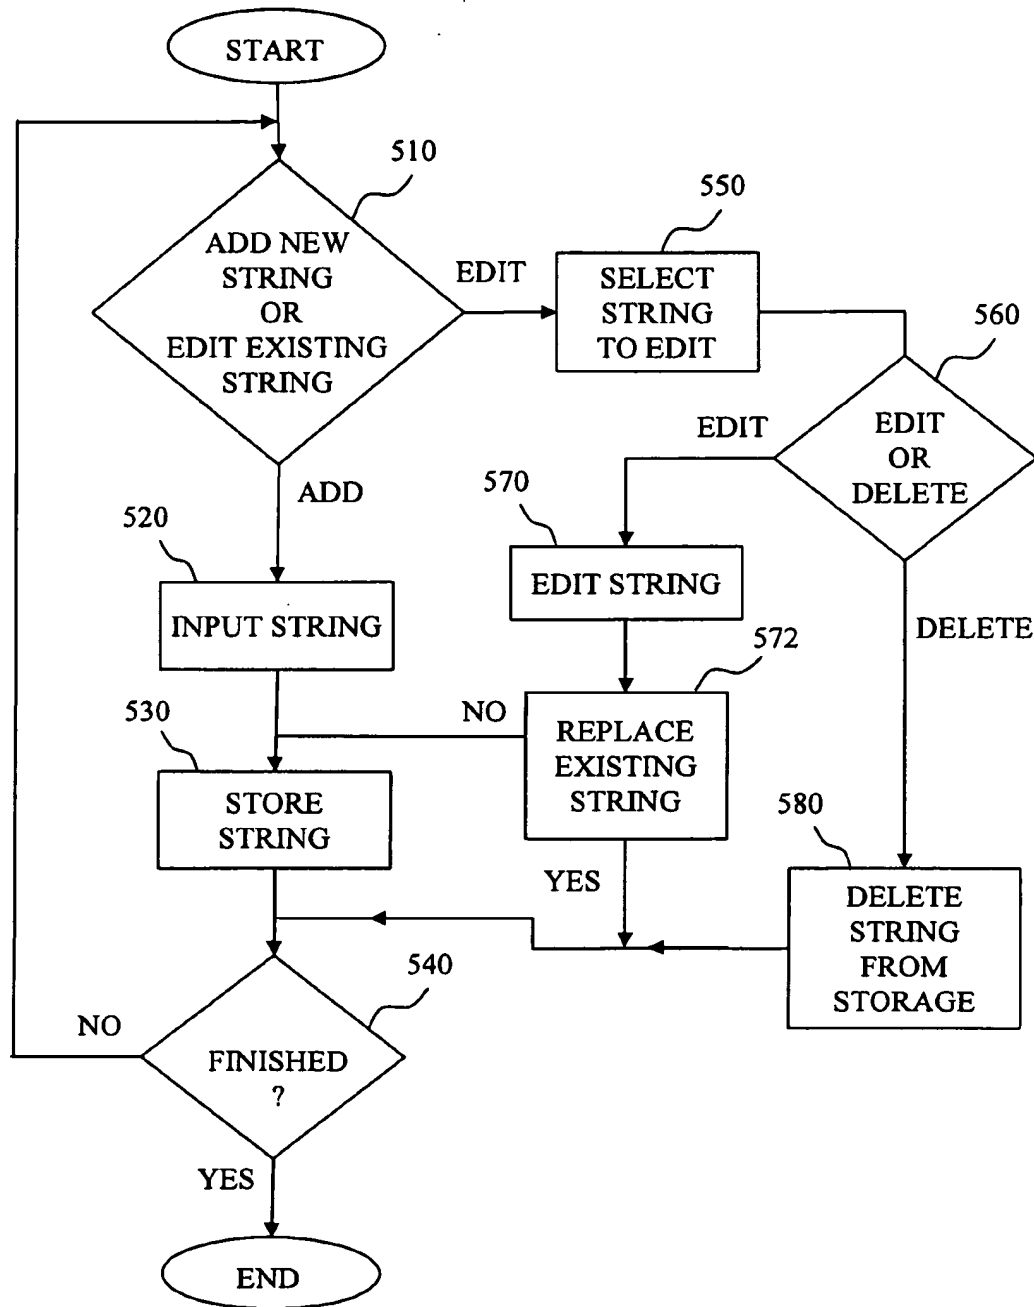 START
510
ADD NEW
STRING
OR
EDIT EXISTING
STRING
EDIT
550
SELECT
STRING
TO EDIT
560
EDIT
OR
DELETE
EDIT
ADD
570
EDIT STRING
DELETE
520
INPUT STRING
572
REPLACE
EXISTING
STRING
NO
530
STORE
STRING
YES
580
DELETE
STRING
FROM
STORAGE
540
FINISHED
?
NO
YES
END